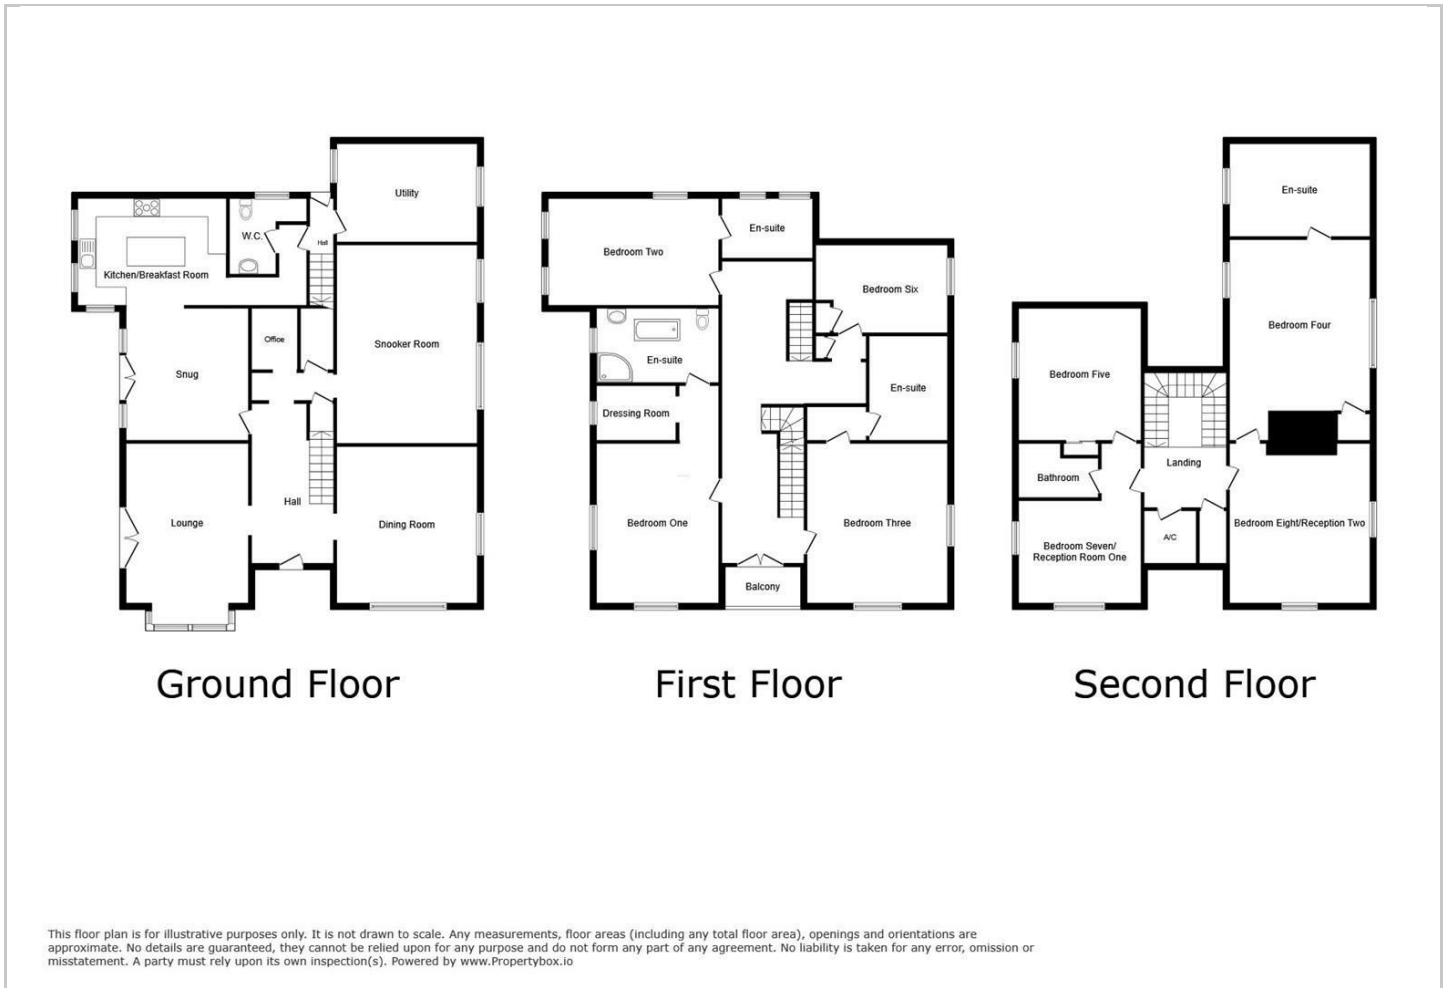 Utility
W.C.
Hall
Kitchen/Breakfast Room
Office
Snooker Room
Snug
Hall
Lounge
Dining Room
Ground Floor
Bedroom Two
En-suite
Bedroom Six
En-suite
En-suite
Dressing Room
Bedroom One
Bedroom Three
Balcony
First Floor
En-suite
Bedroom Four
Bedroom Five
Landing
Bathroom
Bedroom Eight/Reception Two
A/C
Bedroom Seven/
Reception Room One
Second Floor
This floor plan is for illustrative purposes only. It is not drawn to scale. Any measurements, floor areas (including any total floor area), openings and orientations are
approximate. No details are guaranteed, they cannot be relied upon for any purpose and do not form any part of any agreement. No liability is taken for any error, omission or
misstatement. A party must rely upon its own inspection(s). Powered by www.Propertybox.io